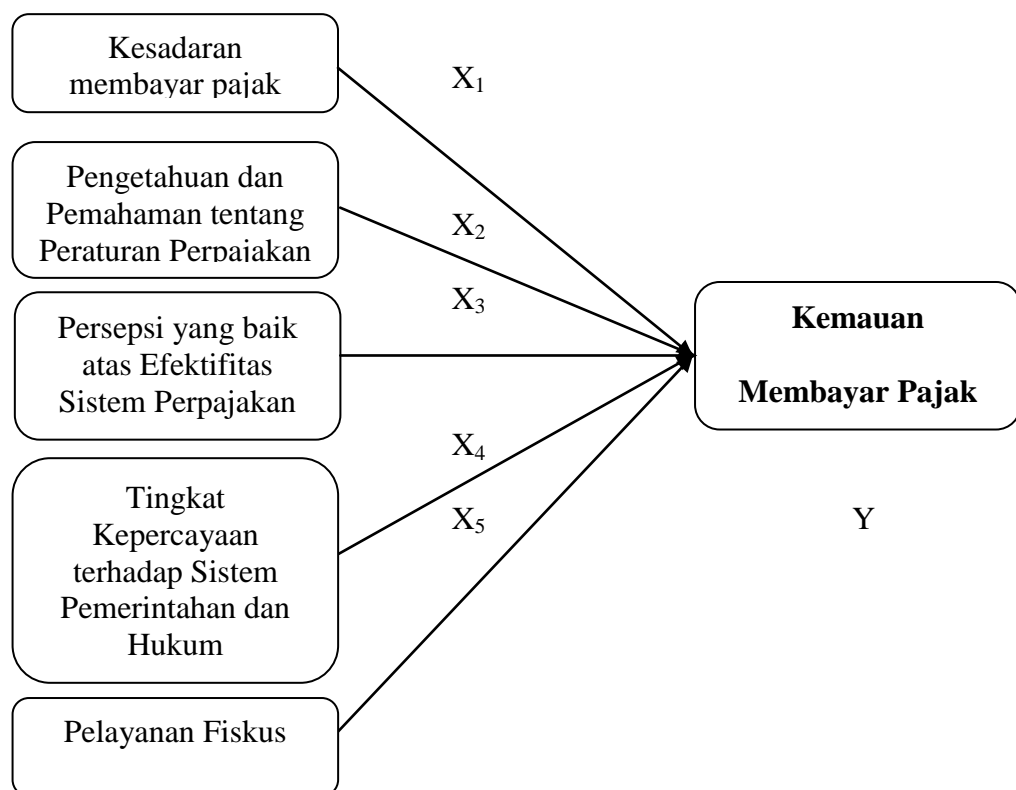 Kesadaran
membayar pajak
X1
Pengetahuan dan
Pemahaman tentang
Peraturan Perpajakan
X2
X3
Persepsi yang baik
atas Efektifitas
Sistem Perpajakan
Kemauan
Membayar Pajak
X4
Tingkat
Kepercayaan
terhadap Sistem
Pemerintahan dan
Hukum
X5
Y
Pelayanan Fiskus